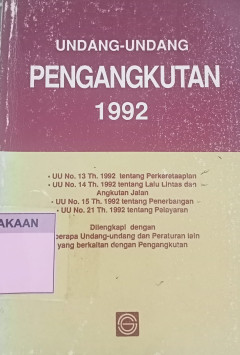 UNDANG-UNDANG
PENGANGKUTAN
1992
• UU No. 13 Th. 1992 tentang Perkeretaapian
• UU No. 14 Th. 1992 tentang Lalu Lintas dan
Angkutan Jalan
• UU No. 15 Th. 1992 tentang Penerbangan
• UU No. 21 Th. 1992 tentang Pelayaran
Dilengkapi dengan
berapa Undang-undang dan Peraturan lain
yang berkaitan dengan Pengangkutan
AKAAN